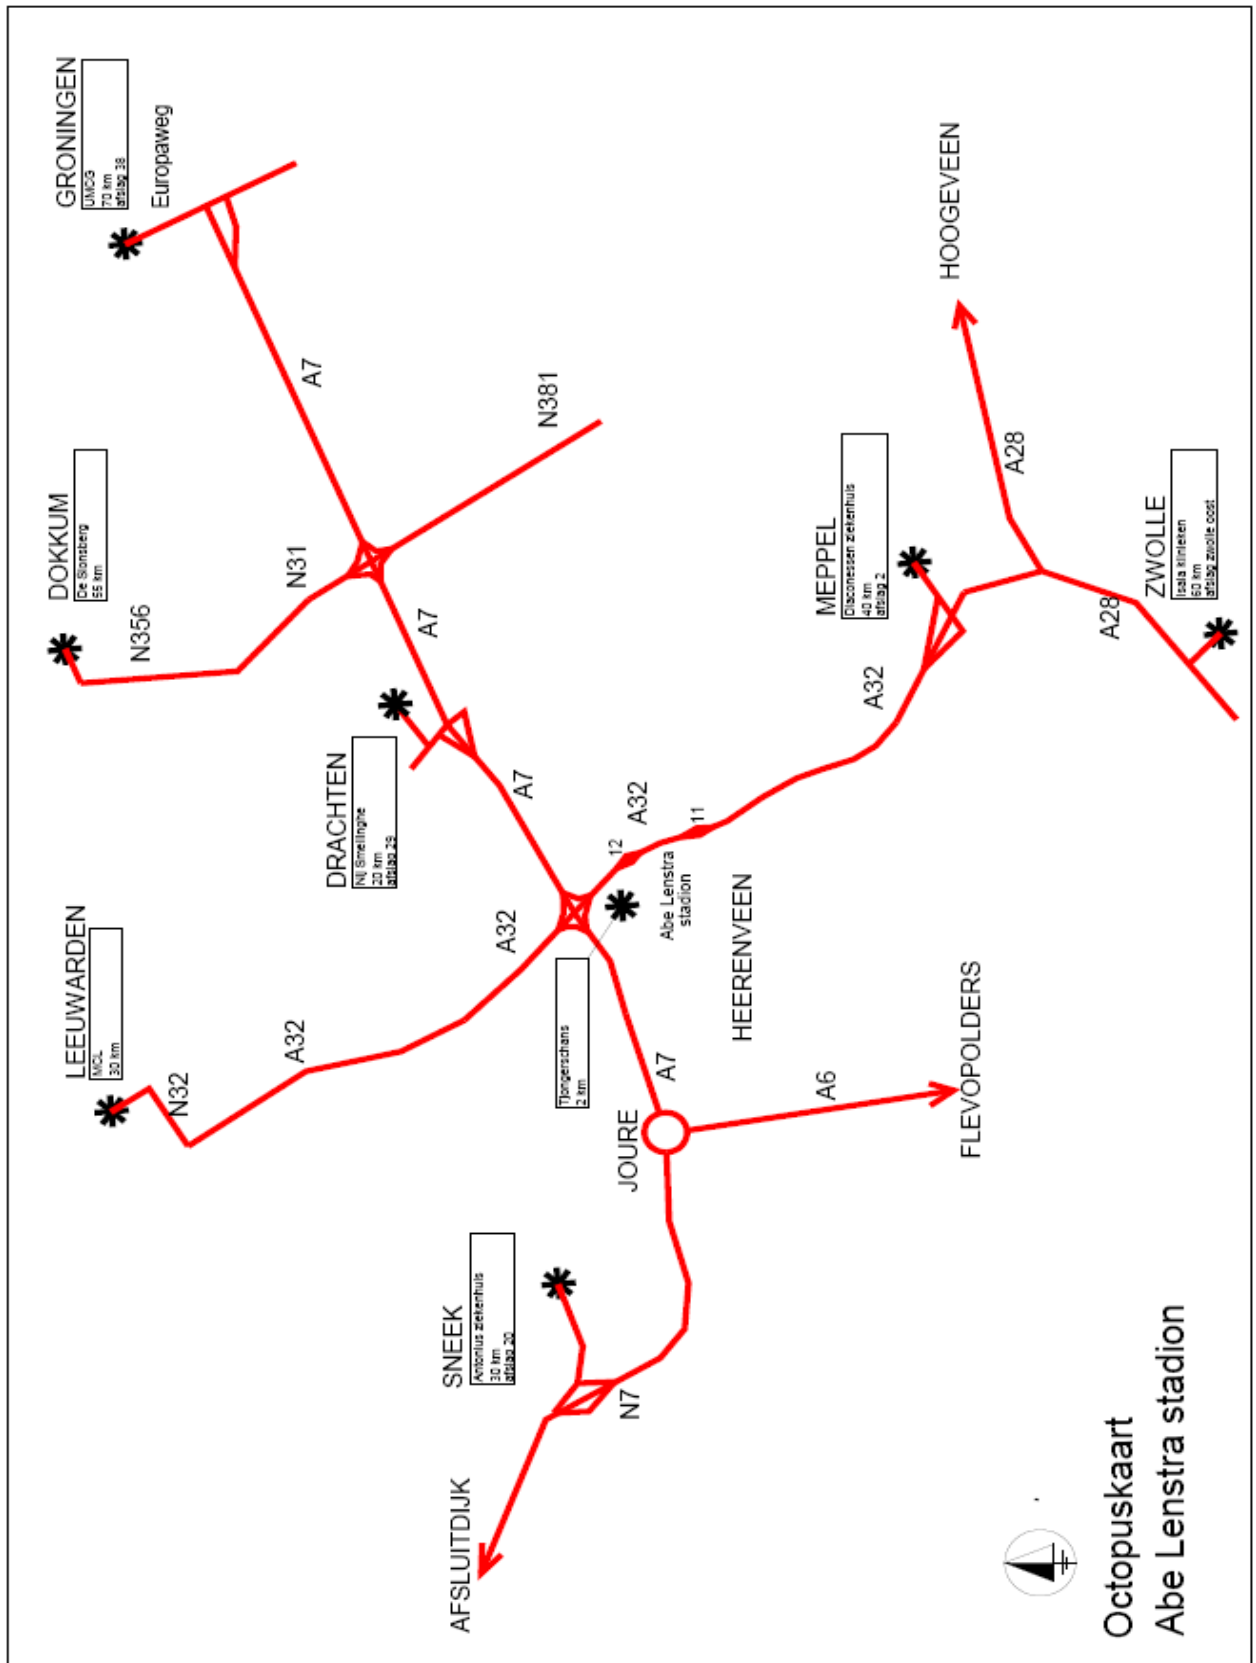 LEEUWARDEN
MCL
30 km
N32
A32
A32
DOKKUM
De Sionsberg
55 km
N356
N31
GRONINGEN
UMCG
70 km
afslag 38
Europaweg
A7
N381
A7
DRACHTEN
Nij Smellinghe
20 km
afslag 29
A7
AFSLUITDIJK
SNEEK
Antonius ziekenhuis
30 km
afslag 20
N7
JOURE
A7
Tjongerschans
2 km
12
A32
11
Abe Lenstra
stadion
HEERENVEEN
A6
FLEVOPOLDERS
MEPPEL
Diaconessen ziekenhuis
40 km
afslag 2
A32
HOOGEVEEN
A28
A28
ZWOLLE
Isala klinieken
60 km
afslag zwolle oost
Octopuskaart
Abe Lenstra stadion